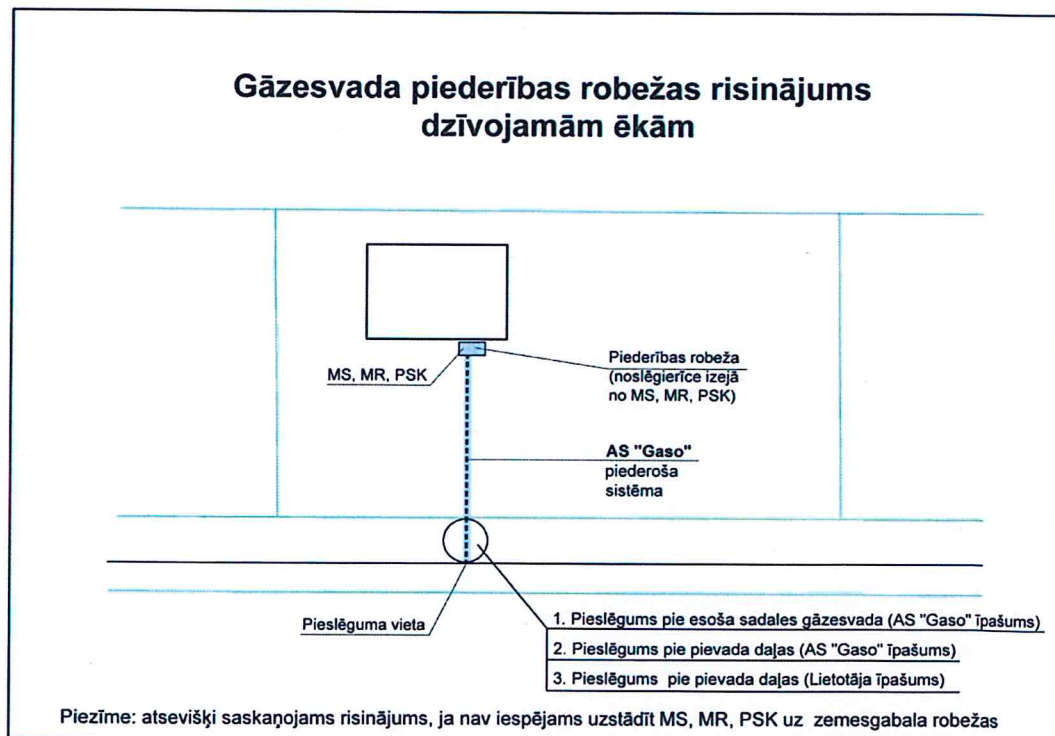 Gāzesvada piederības robežas risinājums
dzīvojamām ēkām
MS, MR, PSK
Piederības robeža
(noslēgierīce izejā
no MS, MR, PSK)
AS "Gaso"
piederoša
sistēma
Pieslēguma vieta
1. Pieslēgums pie esoša sadales gāzesvada (AS "Gaso" īpašums)
2. Pieslēgums pie pievada daļas (AS "Gaso" īpašums)
3. Pieslēgums pie pievada daļas (Lietotāja īpašums)
Piezīme: atsevišķi saskaņojams risinājums, ja nav iespējams uzstādīt MS, MR, PSK uz zemesgabala robežas